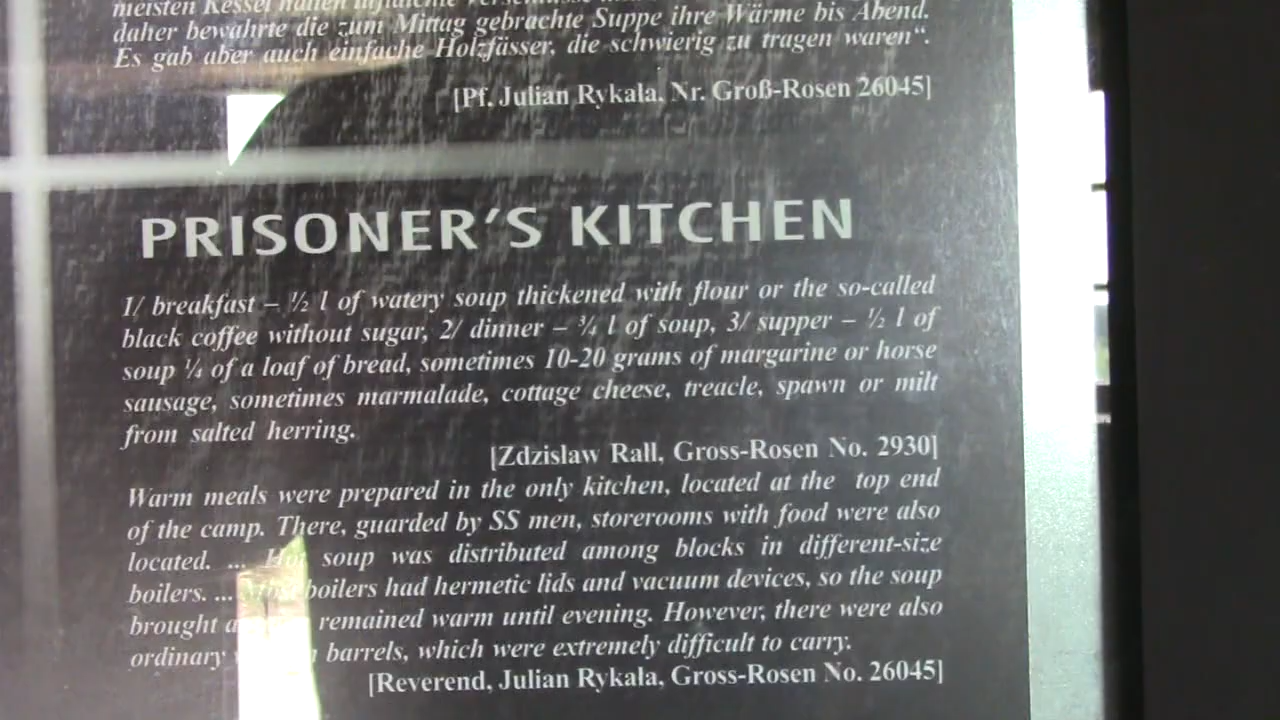 meisten Kessel hatten
daher bewahrte die zum Mittag gebrachte Suppe ihre Wärme bis Abend.
Es gab aber auch einfache Holzfässer, die schwierig zu tragen waren“.
[Pf. Julian Rykała, Nr. Groß-Rosen 26045]
PRISONER’S KITCHEN
1/ breakfast – ½ l of watery soup thickened with flour or the so-called
black coffee without sugar, 2/ dinner – ¾ l of soup, 3/ supper – ½ l of
soup ¼ of a loaf of bread, sometimes 10-20 grams of margarine or horse
sausage, sometimes marmalade, cottage cheese, treacle, spawn or milt
from salted herring.
[Zdzisław Rall, Gross-Rosen No. 2930]
Warm meals were prepared in the only kitchen, located at the top end
of the camp. There, guarded by SS men, storerooms with food were also
located. ... Hot soup was distributed among blocks in different-size
boilers. ... boilers had hermetic lids and vacuum devices, so the soup
brought remained warm until evening. However, there were also
ordinary barrels, which were extremely difficult to carry.
[Reverend, Julian Rykała, Gross-Rosen No. 26045]